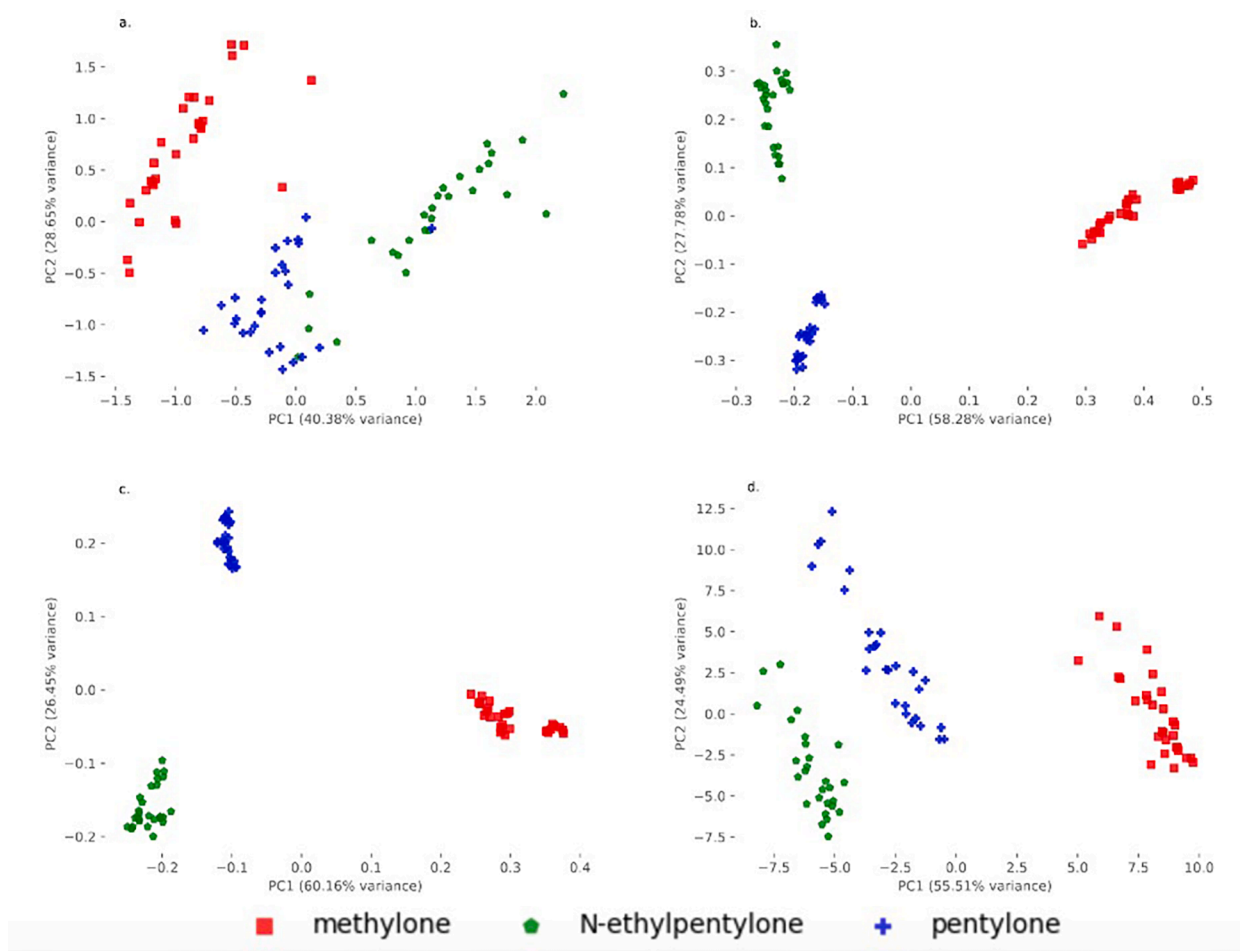 a.
PC2 (28.65% variance)
1.5
1.0
0.5
0.0
−0.5
−1.0
−1.5
−1.5 −1.0 −0.5 0.0 0.5 1.0 1.5 2.0
PC1 (40.38% variance)
b.
PC2 (27.78% variance)
0.3
0.2
0.1
0.0
−0.1
−0.2
−0.3
−0.3 −0.2 −0.1 0.0 0.1 0.2 0.3 0.4 0.5
PC1 (58.28% variance)
c.
PC2 (26.45% variance)
0.2
0.1
0.0
−0.1
−0.2
−0.2 −0.1 0.0 0.1 0.2 0.3 0.4
PC1 (60.16% variance)
d.
PC2 (24.49% variance)
12.5
10.0
7.5
5.0
2.5
0.0
−2.5
−5.0
−7.5
−7.5 −5.0 −2.5 0.0 2.5 5.0 7.5 10.0
PC1 (55.51% variance)
methylone N-ethylpentylone pentylone